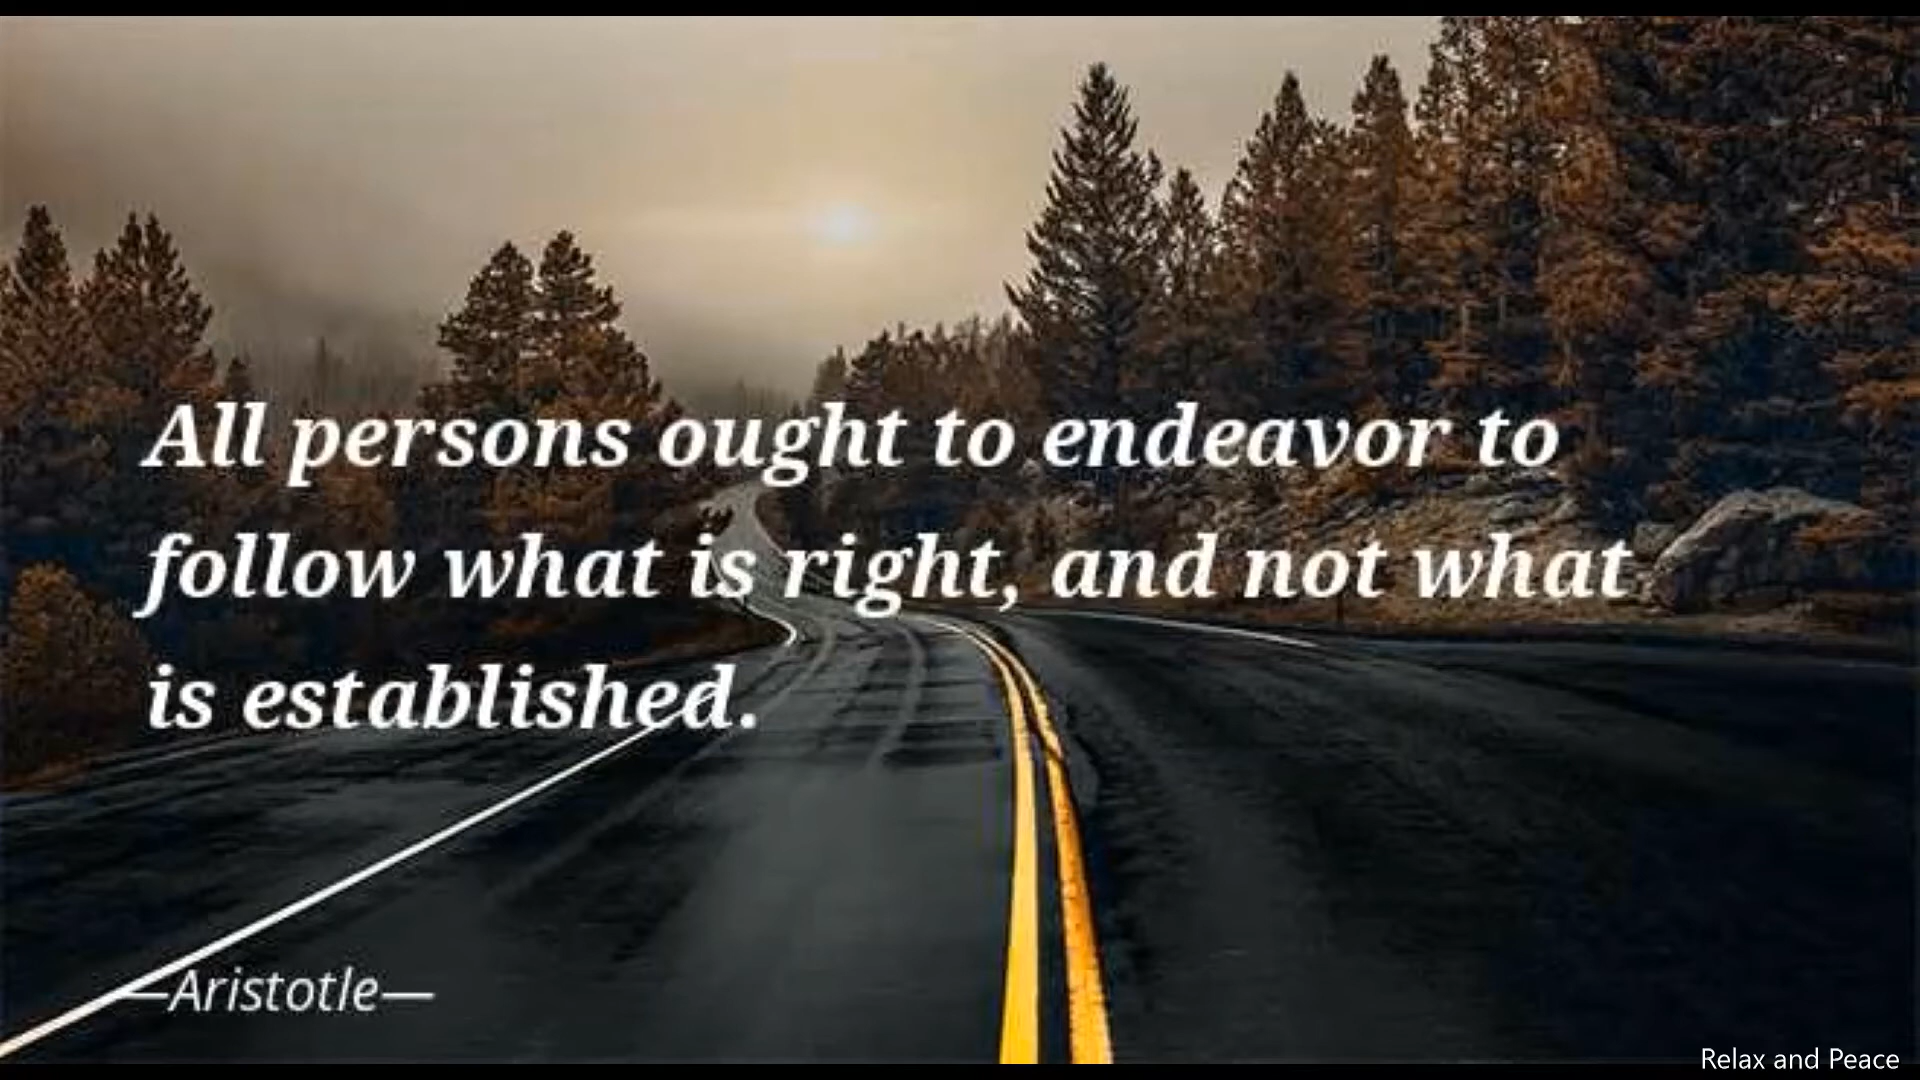 All persons ought to endeavor to
follow what is right, and not what
is established.
—Aristotle—
Relax and Peace